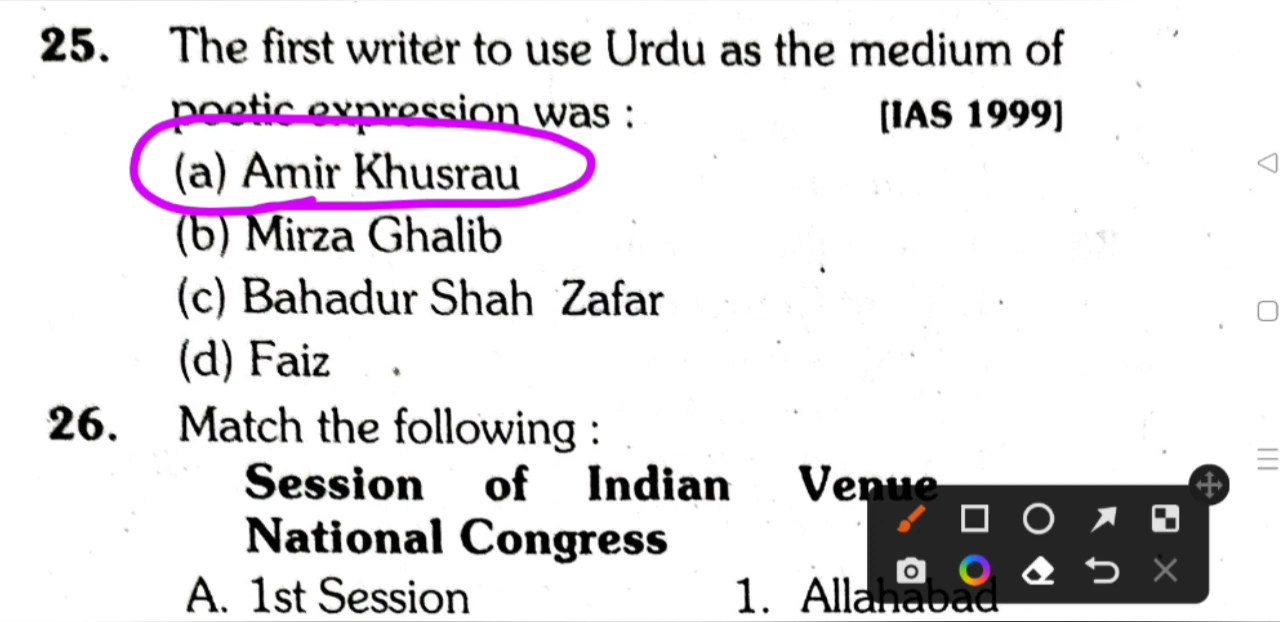 25. The first writer to use Urdu as the medium of
poetic expression was : [IAS 1999]
(a) Amir Khusrau
(b) Mirza Ghalib
(c) Bahadur Shah Zafar
(d) Faiz
26. Match the following :
Session of Indian Venue
National Congress
A. 1st Session 1. Allahabad